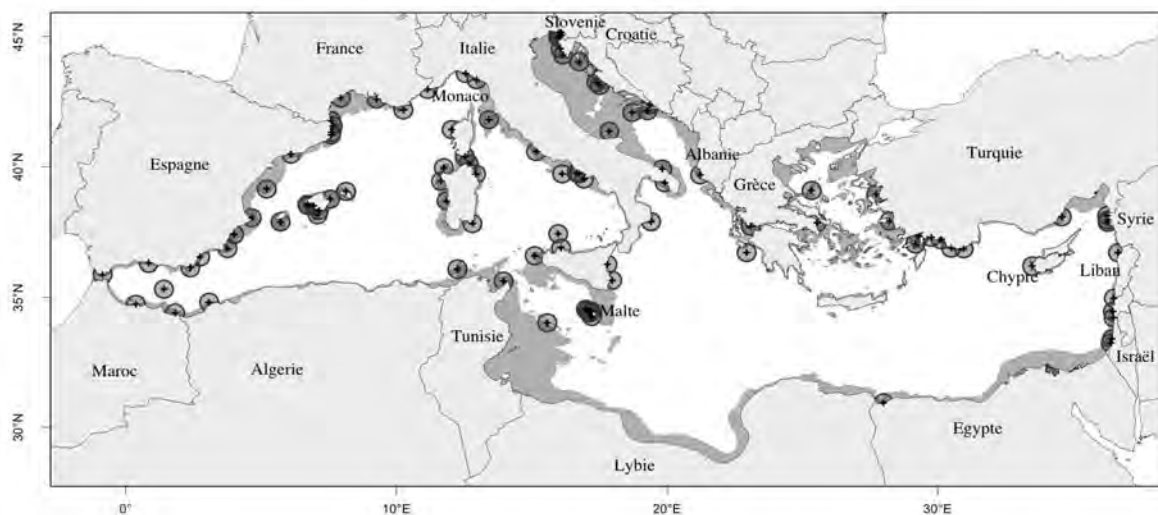 45°N
Slovenie
Croatie
France
Italie
Monaco
40°N
Espagne
Albanie
Grèce
Turquie
Syrie
Chypre
Liban
35°N
Malte
Tunisie
Israël
Maroc
Algerie
30°N
Egypte
Lybie
0°
10°E
20°E
30°E